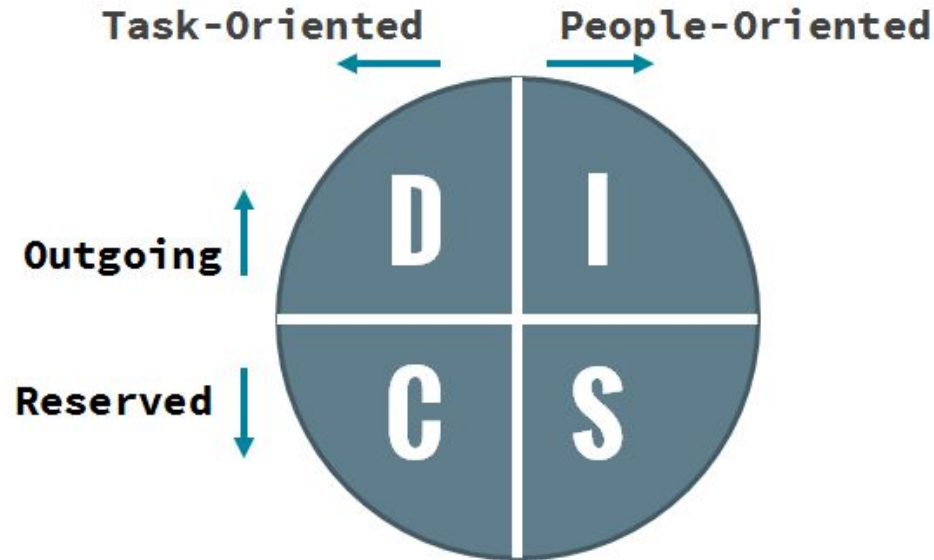 Task-Oriented People-Oriented
D I
Outgoing
Reserved
C S